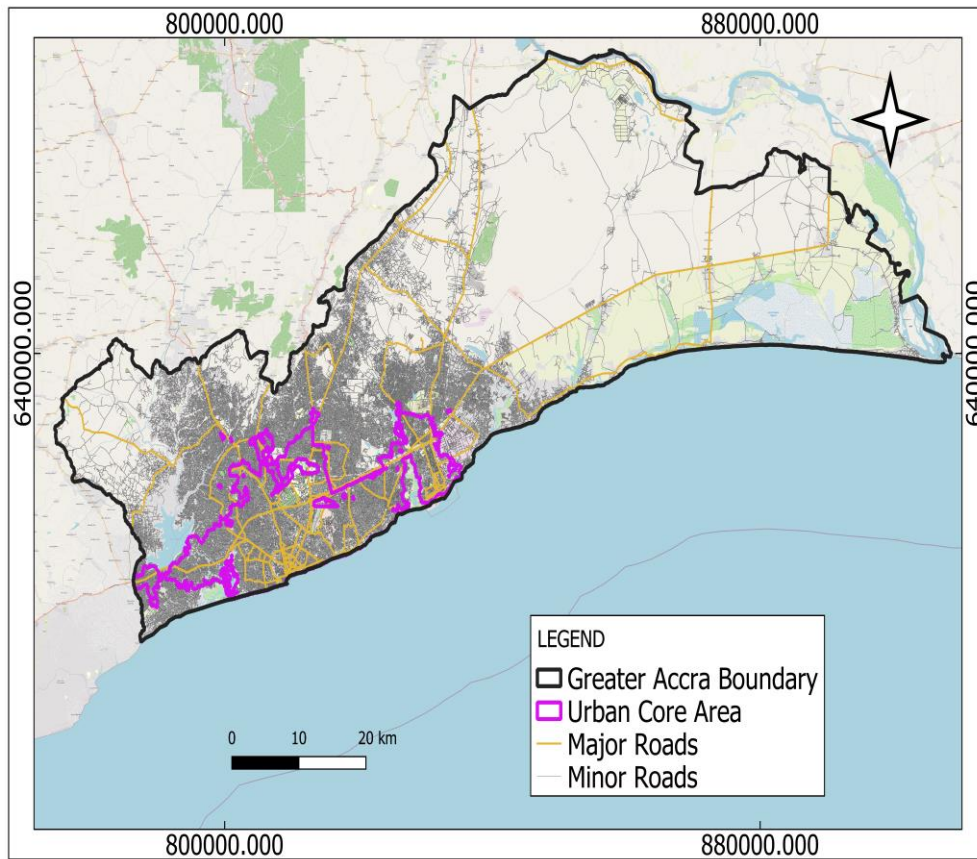 800000.000
880000.000
640000.000
640000.000
LEGEND
Greater Accra Boundary
Urban Core Area
Major Roads
Minor Roads
0 10 20 km
800000.000
880000.000